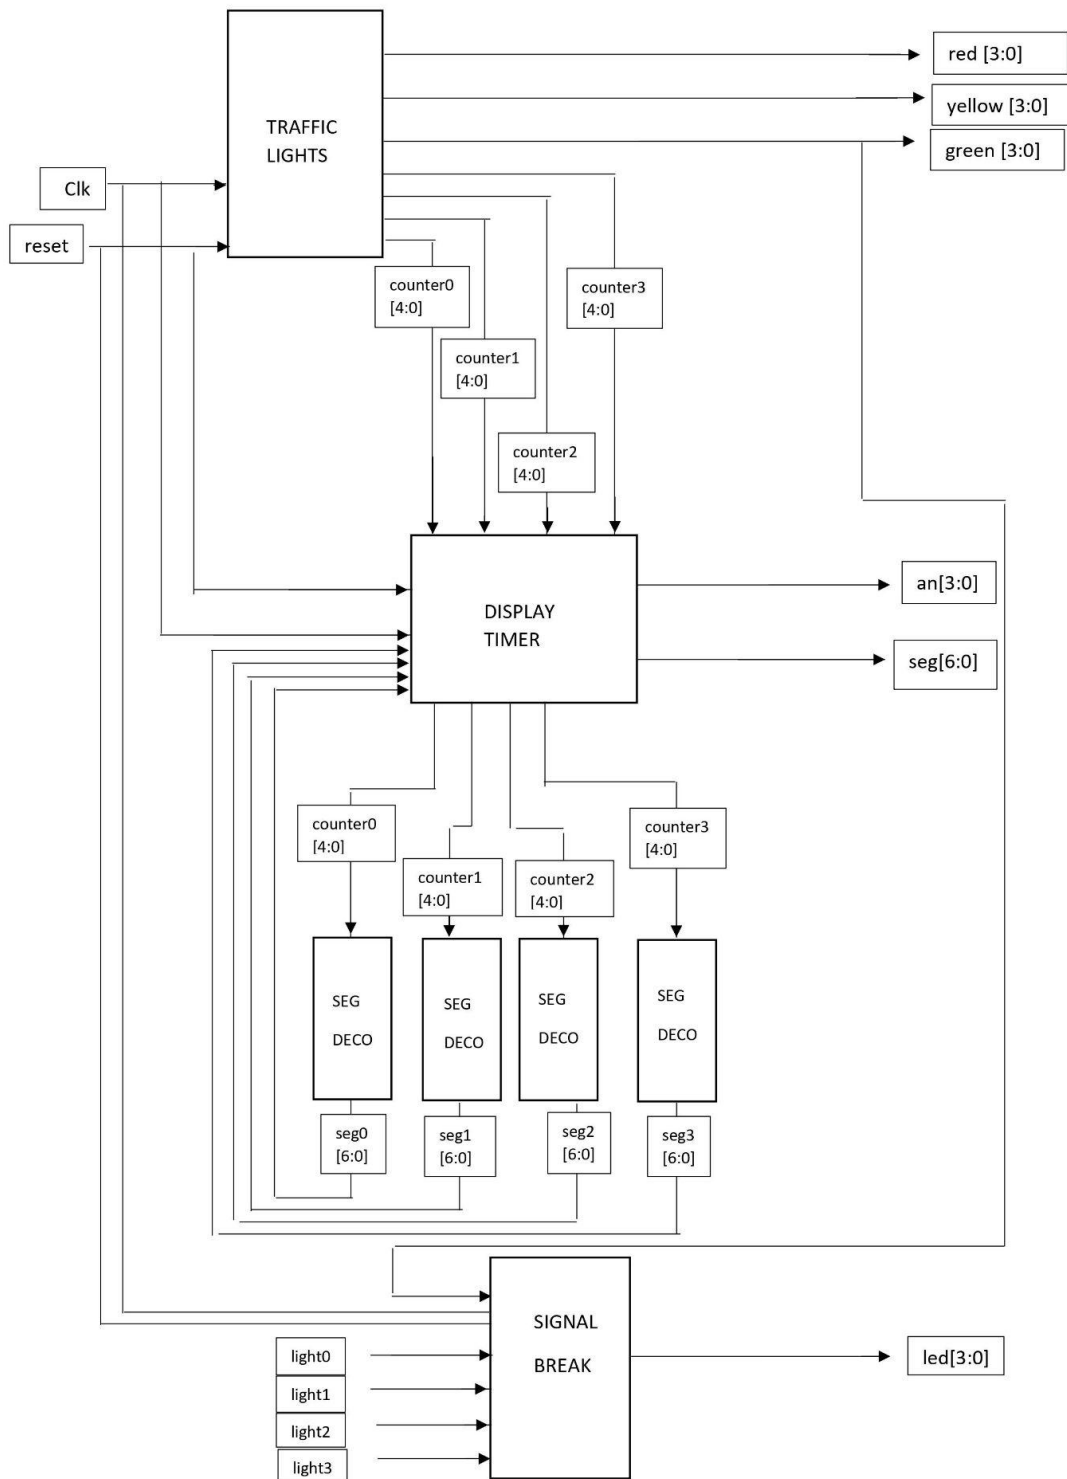 red [3:0]
yellow [3:0]
green [3:0]
TRAFFIC
LIGHTS
Clk
reset
counter0
[4:0]
counter3
[4:0]
counter1
[4:0]
counter2
[4:0]
DISPLAY
TIMER
an[3:0]
seg[6:0]
counter0
[4:0]
counter3
[4:0]
counter1
[4:0]
counter2
[4:0]
SEG
DECO
SEG
DECO
SEG
DECO
SEG
DECO
seg0
[6:0]
seg1
[6:0]
seg2
[6:0]
seg3
[6:0]
SIGNAL
BREAK
light0
light1
light2
light3
led[3:0]